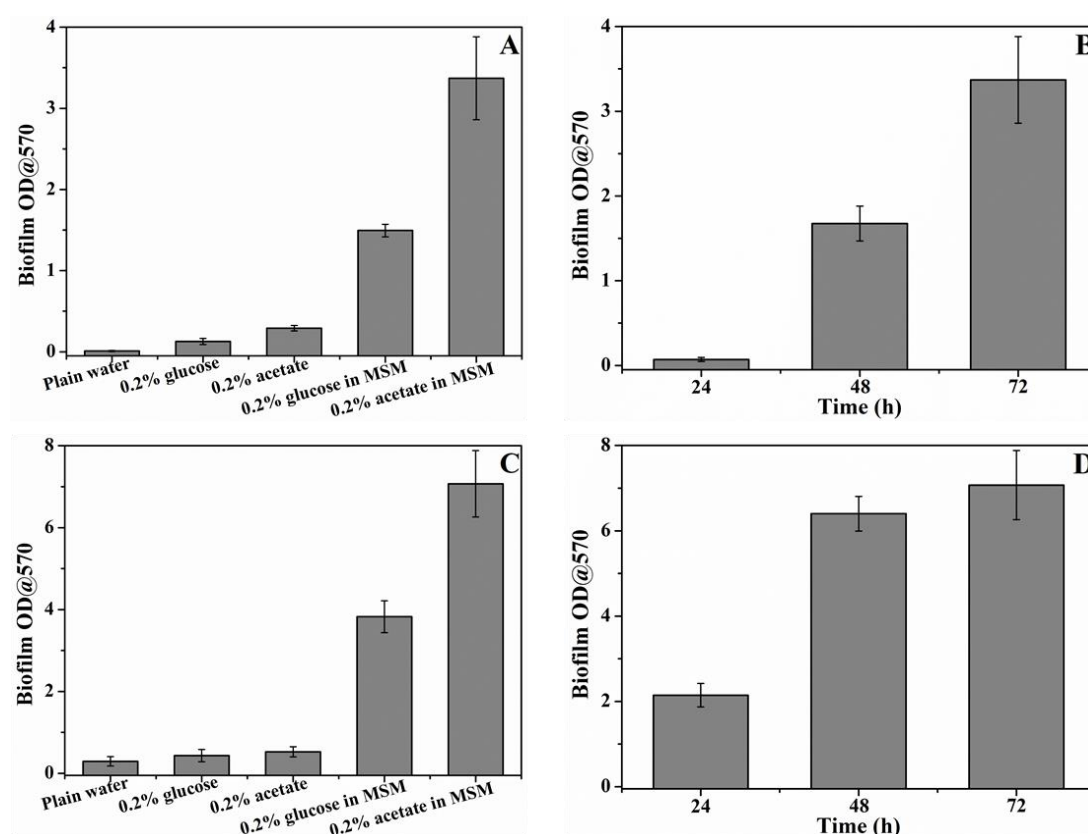 A
Biofilm OD@570
4
3
2
1
0
Plain water
0.2% glucose
0.2% acetate
0.2% glucose in MSM
0.2% acetate in MSM
B
Biofilm OD@570
4
3
2
1
0
24
48
72
Time (h)
C
Biofilm OD@570
8
6
4
2
0
Plain water
0.2% glucose
0.2% acetate
0.2% glucose in MSM
0.2% acetate in MSM
D
Biofilm OD@570
8
6
4
2
0
24
48
72
Time (h)